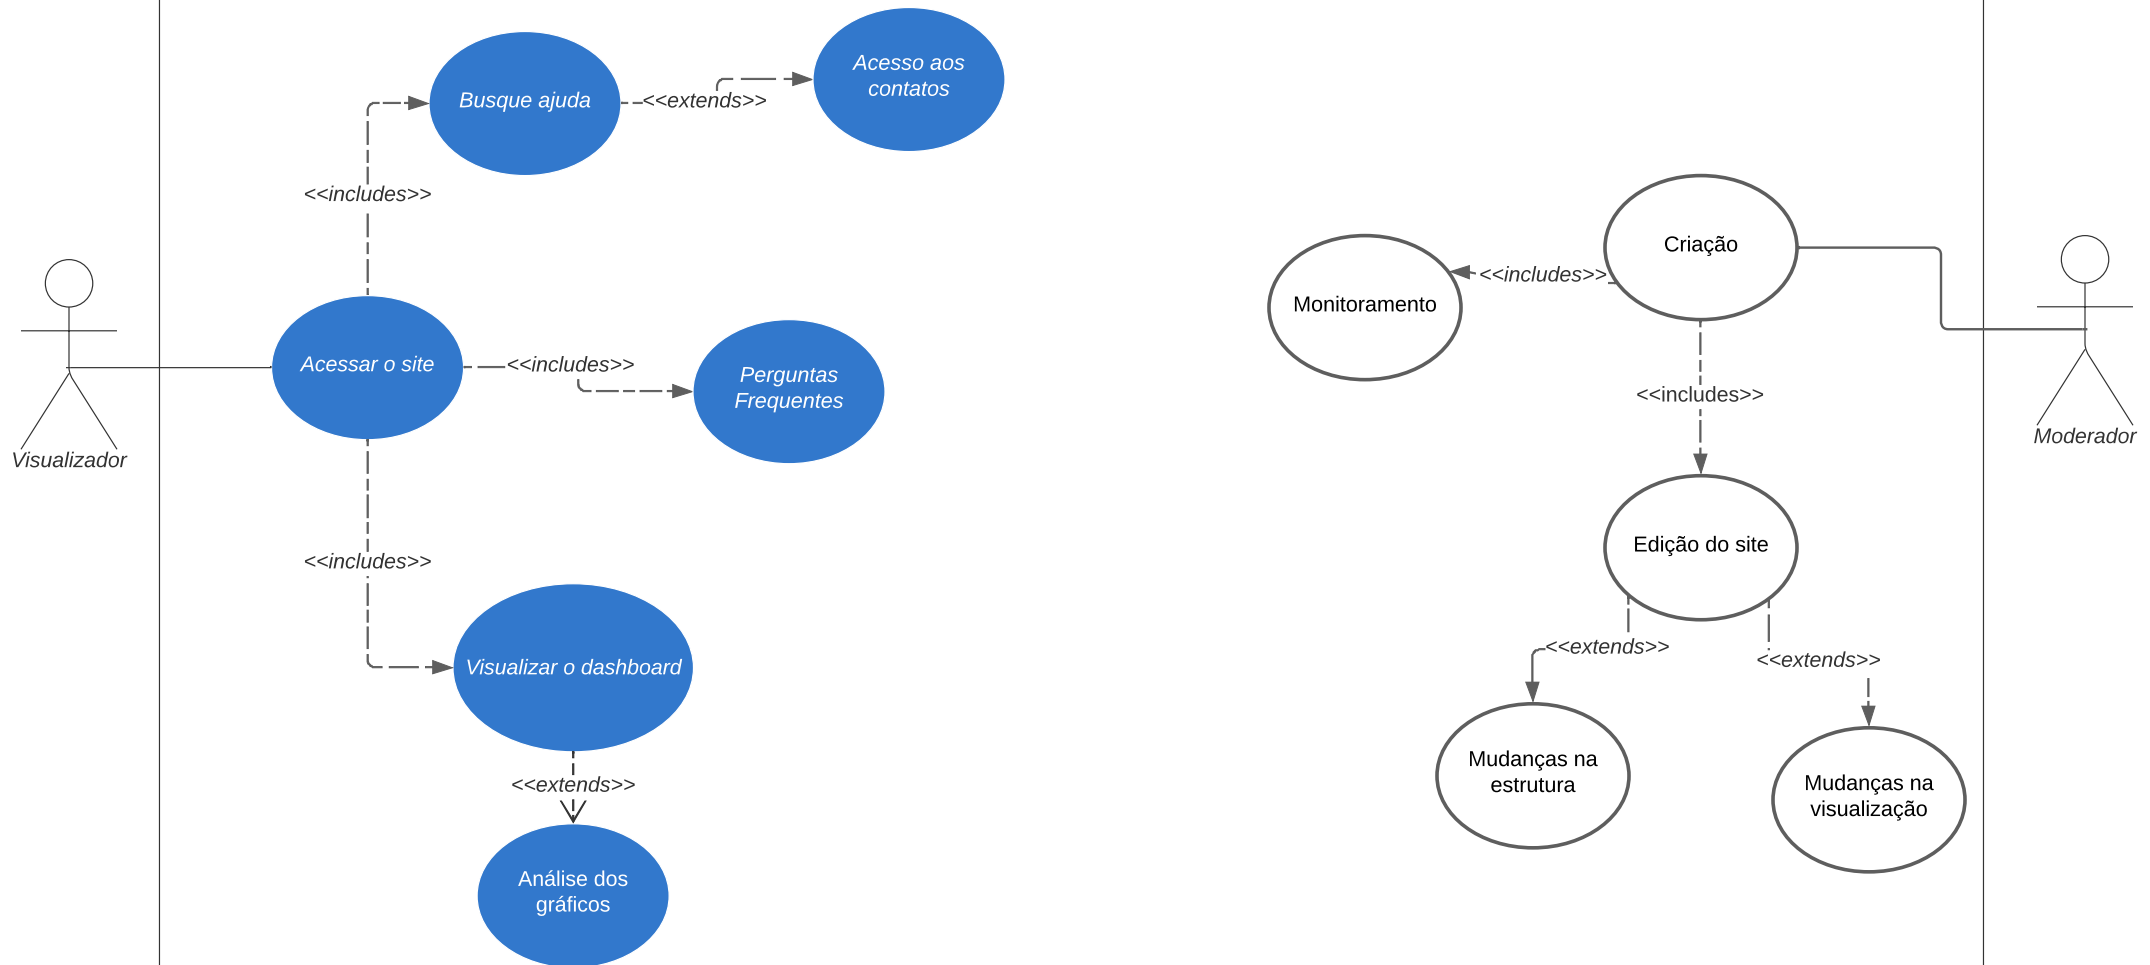 Acesso aos
contatos
Busque ajuda
<<extends>>
<<includes>>
Acessar o site
<<includes>>
Perguntas
Frequentes
Visualizador
<<includes>>
Visualizar o dashboard
<<extends>>
Análise dos
gráficos
Criação
<<includes>>
Monitoramento
<<includes>>
Moderador
Edição do site
<<extends>>
<<extends>>
Mudanças na
estrutura
Mudanças na
visualização